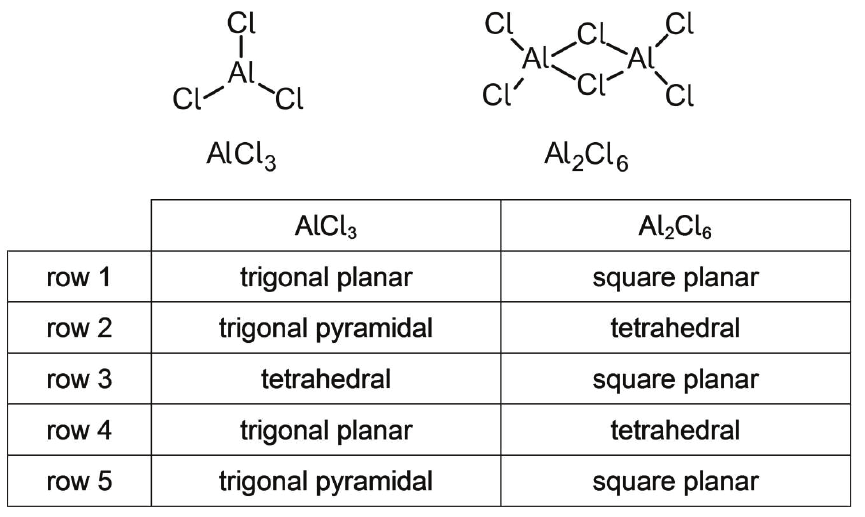 Cl
Al
Cl Cl
AlCl₃
Cl Cl Cl
Al Al
Cl Cl Cl
Al₂Cl₆
AlCl₃ Al₂Cl₆
row 1 trigonal planar square planar
row 2 trigonal pyramidal tetrahedral
row 3 tetrahedral square planar
row 4 trigonal planar tetrahedral
row 5 trigonal pyramidal square planar